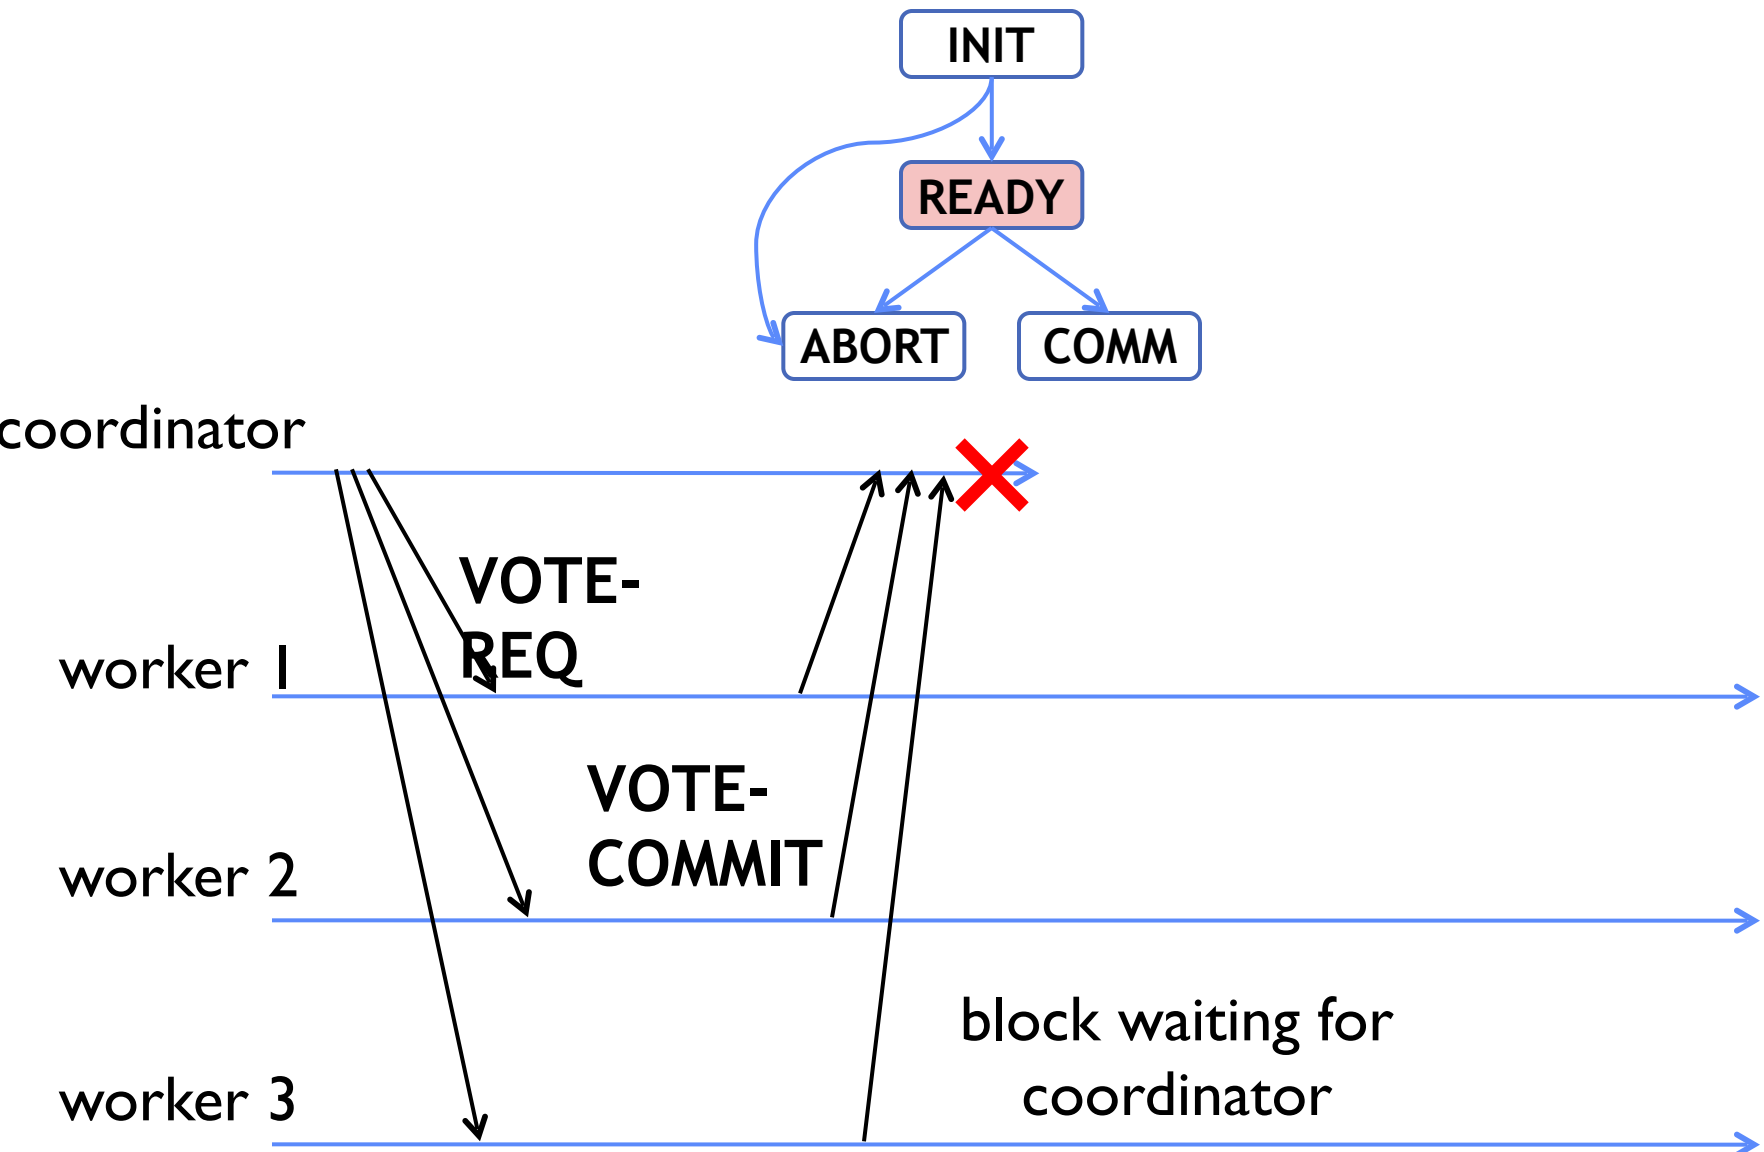 INIT
READY
ABORT
COMM
coordinator
VOTE-
REQ
worker 1
VOTE-
COMMIT
worker 2
block waiting for
coordinator
worker 3